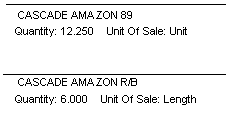 CASCADE AMAZON 89
Quantity: 12.250 Unit Of Sale: Unit
CASCADE AMAZON R/B
Quantity: 6.000 Unit Of Sale: Length